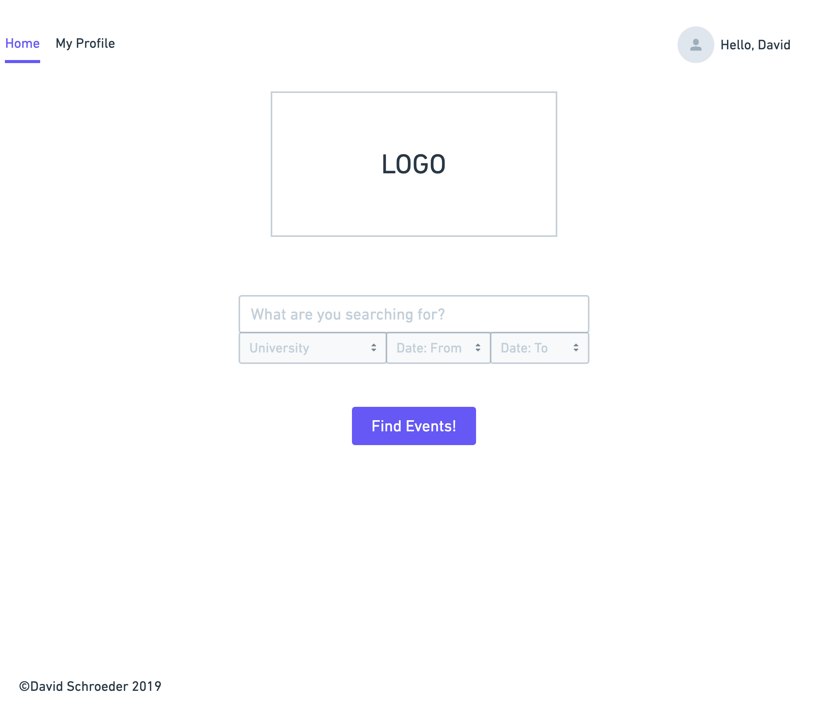 Home My Profile Hello, David
LOGO
What are you searching for?
University Date: From Date: To
Find Events!
©David Schroeder 2019